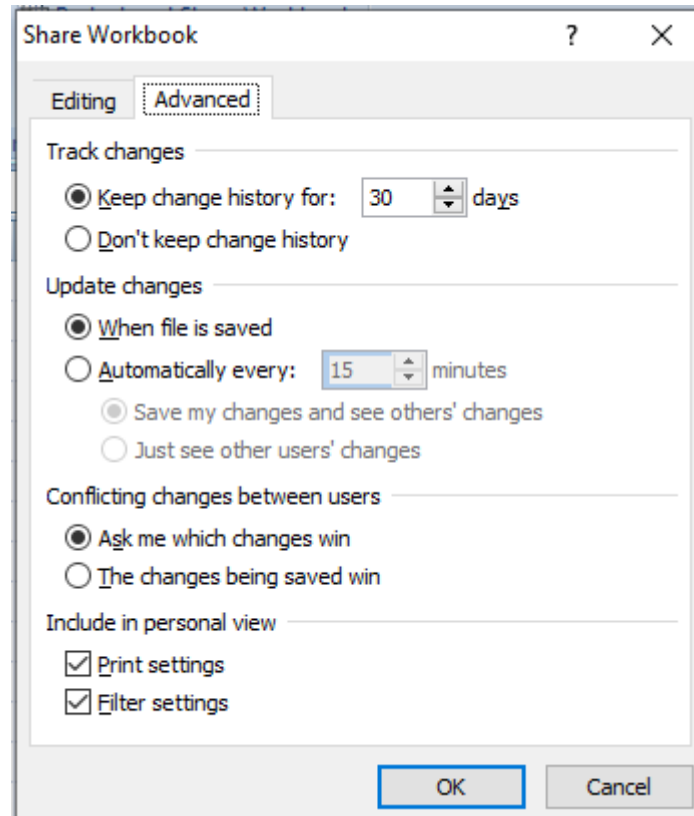 Share Workbook ?
Editing Advanced
Track changes
Keep change history for: 30 days
Don't keep change history
Update changes
When file is saved
Automatically every: 15 minutes
Save my changes and see others' changes
Just see other users' changes
Conflicting changes between users
Ask me which changes win
The changes being saved win
Include in personal view
Print settings
Filter settings
OK Cancel